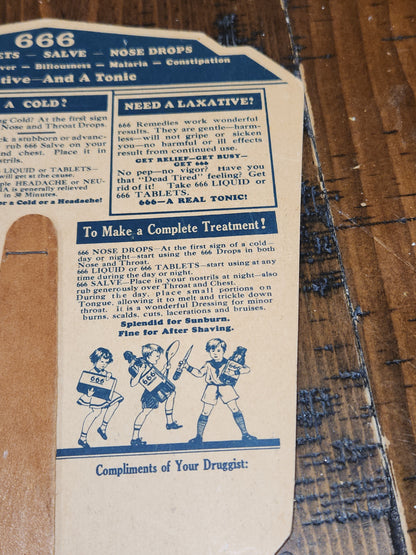 666
ETS — SALVE — NOSE DROPS
ver — Biliousness — Malaria — Constipation
tive—And A Tonic
A COLD?
ng Cold! At the first sign
Nose and Throat Drops.
k a stubborn or advanc-
rub 666 Salve on your
and chest. Place it in
ostrils.
LIQUID or TABLETS—
will get at the cause.
ple HEADACHE or NEU-
IA is generally relieved
in 30 Minutes
or a Cold or a Headache!
NEED A LAXATIVE?
666 Remedies work wonderful
results. They are gentle—harm-
less—will not gripe or sicken
you—no harmful or ill effects
result from continued use.
GET RELIEF—GET BUSY—
GET 666
No pep—no vigor? Have you
that "Dead Tired" feeling? Get
rid of it! Take 666 LIQUID or
TABLETS.
666—A REAL TONIC!
To Make a Complete Treatment!
666 NOSE DROPS—At the first sign of a cold—
day or night—start using the 666 Drops in both
Nose and Throat.
666 LIQUID or 666 TABLETS—start using at any
time during the day or night.
666 SALVE—Place in your nostrils at night—also
rub generously over Throat and Chest.
During the day, place small portions on
Tongue, allowing it to melt and trickle down
throat. It is a wonderful Dressing for minor
burns, scalds, cuts, lacerations and bruises.
Splendid for Sunburn.
Fine for After Shaving.
666
666
Compliments of Your Druggist: